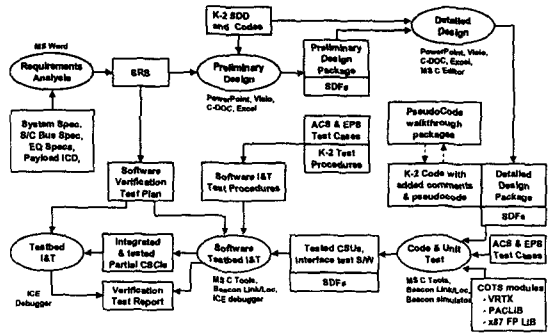 MS Word
Requirements
Analysis
SRS
K-2 SDD
and Codes
Preliminary
Design
PowerPoint, Visio,
C-DOC, Excel
Preliminary
Design
Package
SDFs
Detailed
Design
PowerPoint, Visio,
C-DOC, Excel,
MS C Editor
System Spec.
S/C Bus Spec,
EQ Specs,
Payload ICD,
ACS & EPS
Test Cases
K-2 Test
Procedures
PseudoCode
walkthrough
packages
Software
Verification
Test Plan
Software I&T
Test Procedures
K-2 Code with
added comments
& pseudocode
Detailed
Design
Package
SDFs
Testbed
I&T
Integrated
& tested
Partial CSCIs
Software
Testbed I&T
Tested CSUs,
Interface test S/W
SDFs
Code & Unit
Test
ACS & EPS
Test Cases
ICE
Debugger
Verification
Test Report
MS C Tools,
Beacon Link/Loc,
ICE debugger
MS C Tools,
Beacon Link/Loc,
Beacon simulator
COTS modules
- VRTX
- PACLIB
- x87 FP LIB